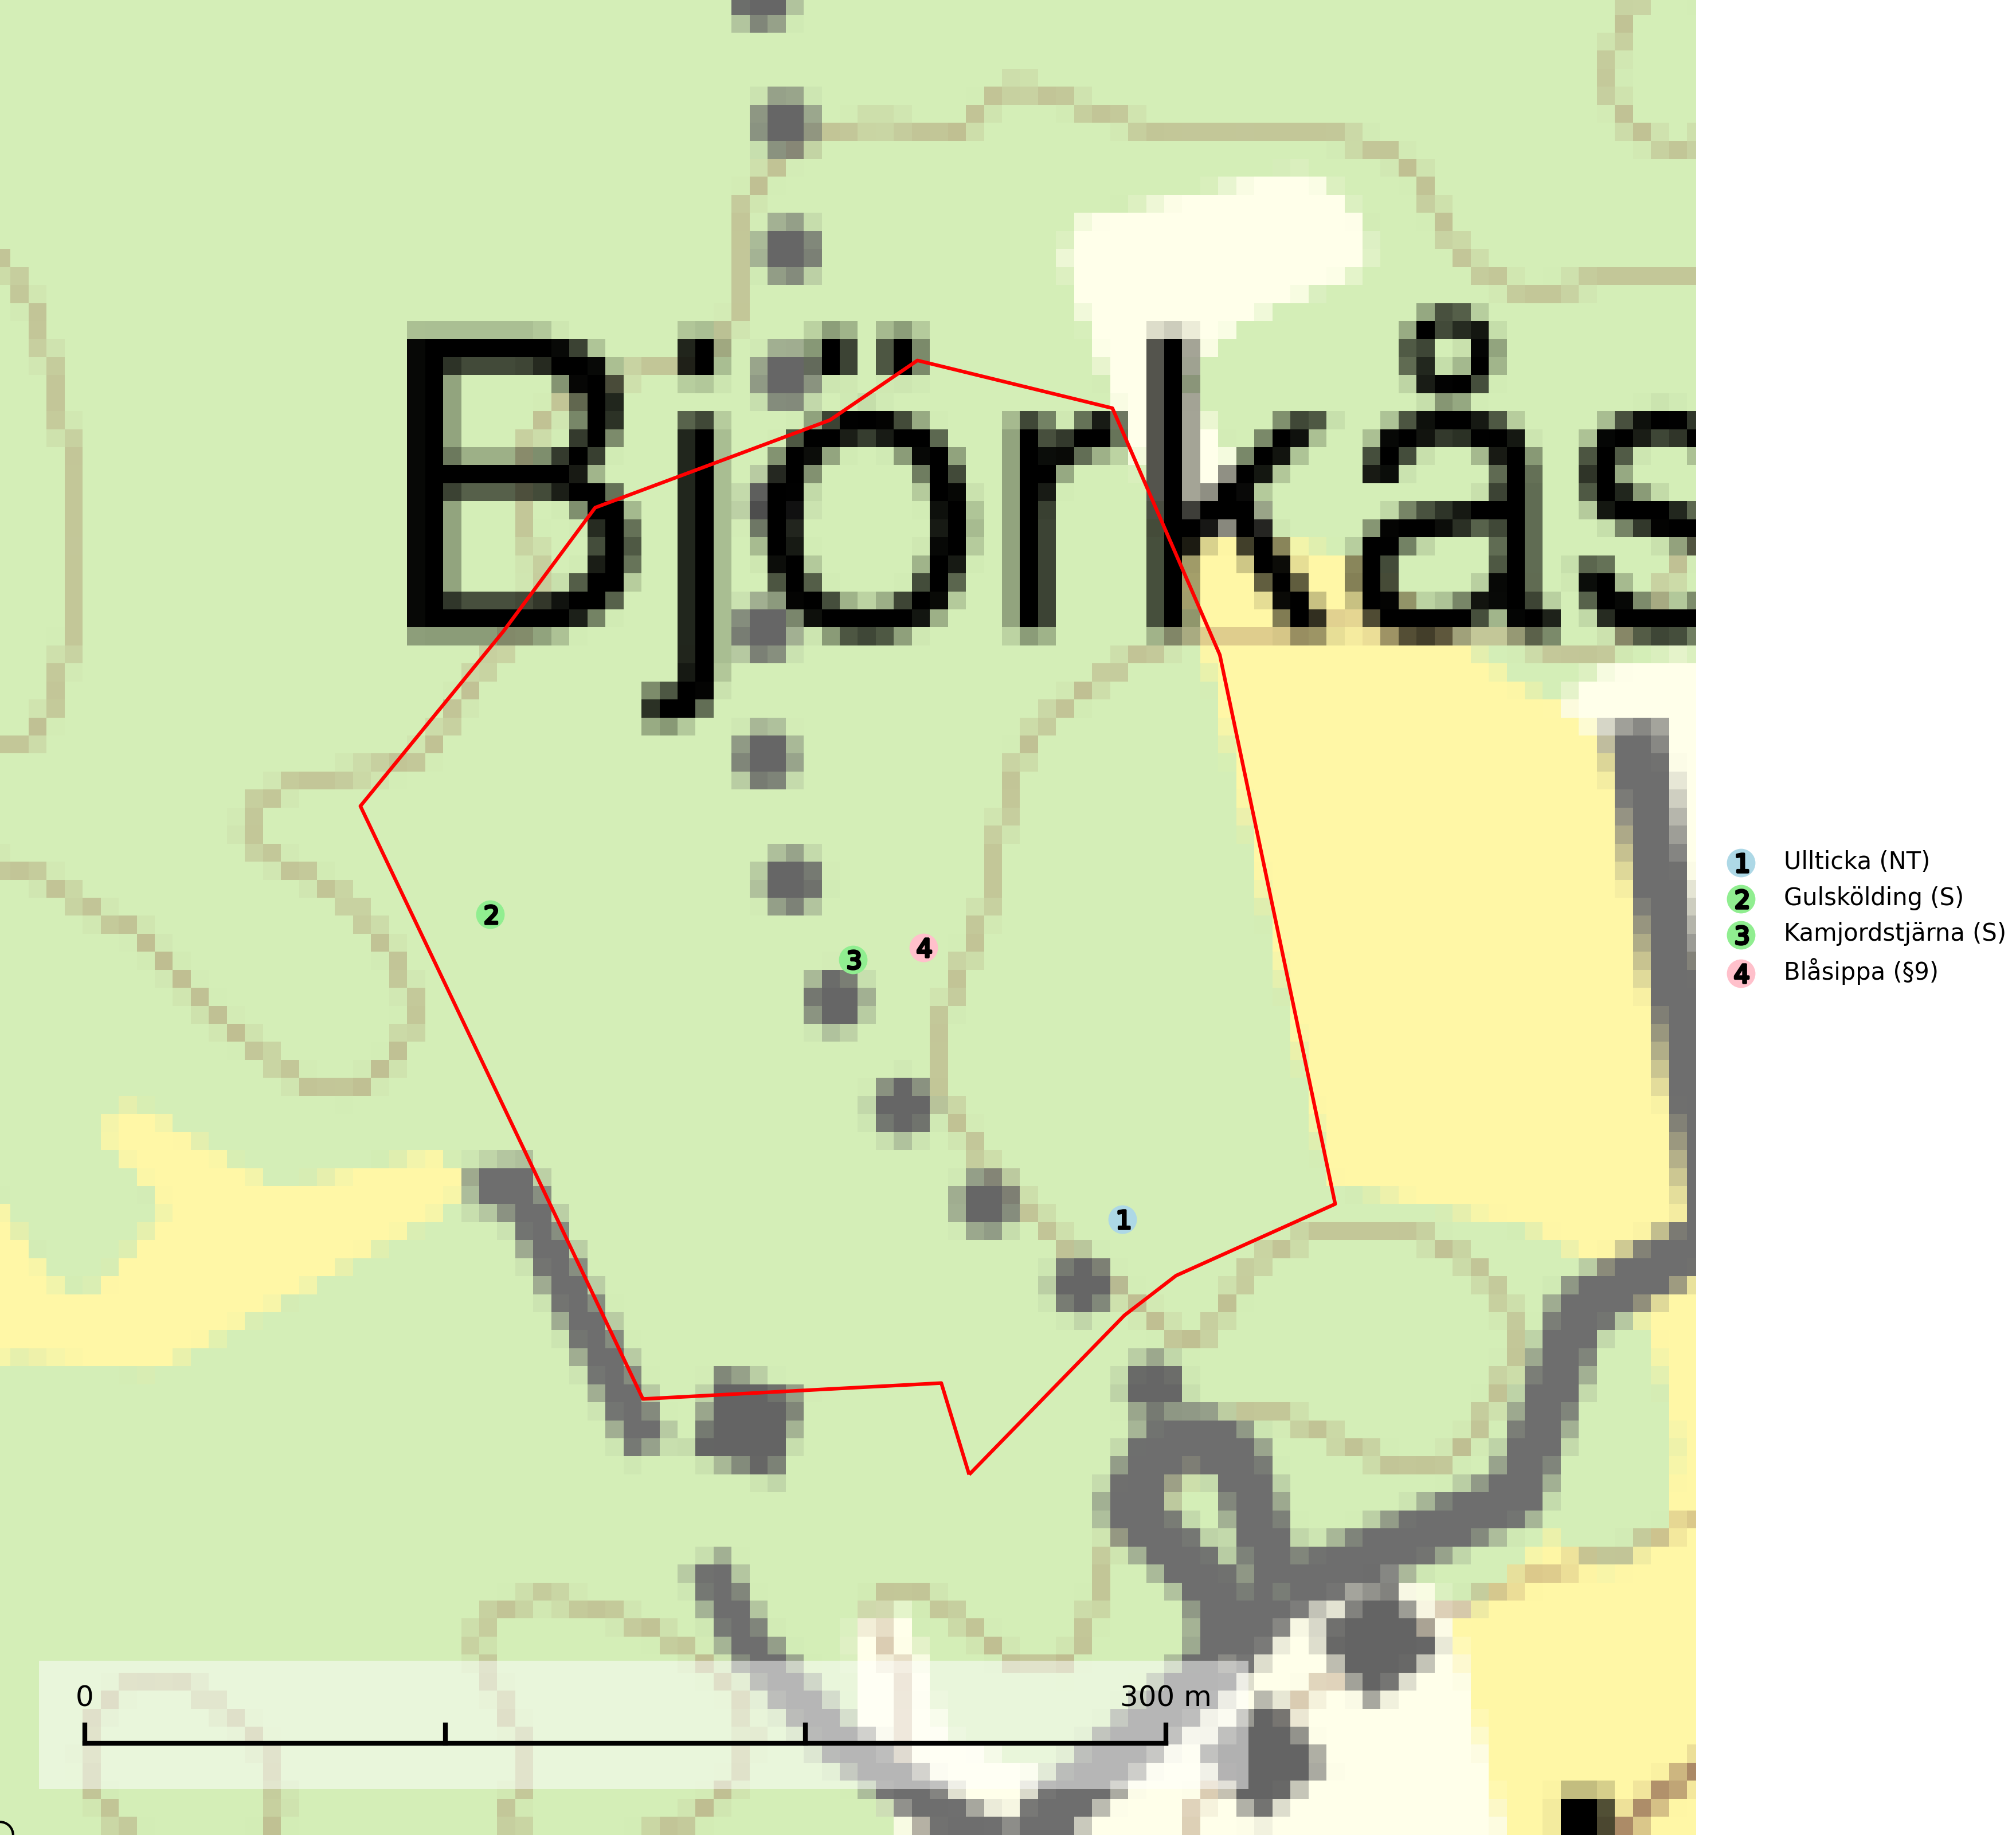 Björkås
2
3
4
1
1 Ullticka (NT)
2 Gulskölding (S)
3 Kamjordstjärna (S)
4 Blåsippa (§9)
0 300 m